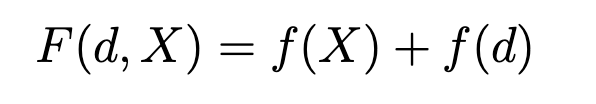 F(d, X) = f(X) + f(d)